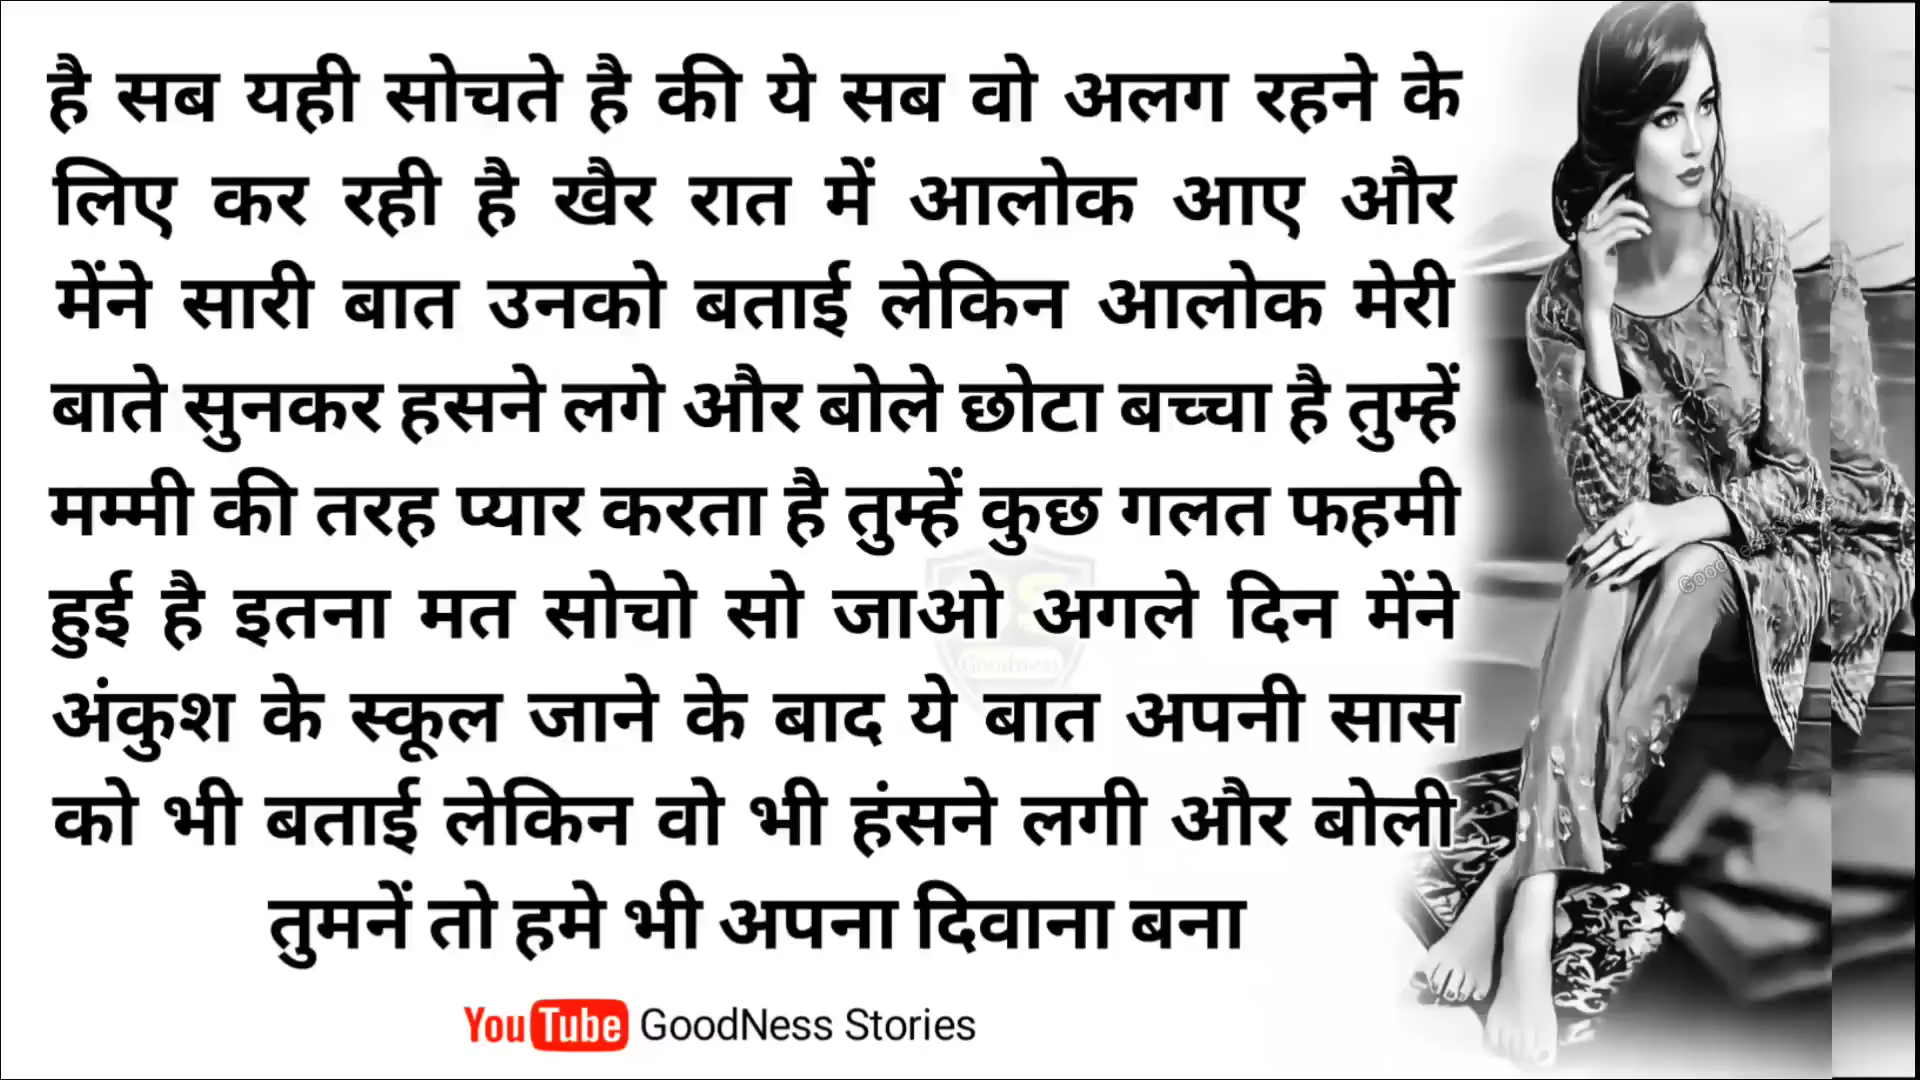 है सब यही सोचते है की ये सब वो अलग रहने के
लिए कर रही है खैर रात में आलोक आए और
मेंने सारी बात उनको बताई लेकिन आलोक मेरी
बाते सुनकर हसने लगे और बोले छोटा बच्चा है तुम्हें
मम्मी की तरह प्यार करता है तुम्हें कुछ गलत फहमी
हुई है इतना मत सोचो सो जाओ अगले दिन मेंने
अंकुश के स्कूल जाने के बाद ये बात अपनी सास
को भी बताई लेकिन वो भी हंसने लगी और बोली
तुमनें तो हमे भी अपना दिवाना बना
YouTube GoodNess Stories
Goodness